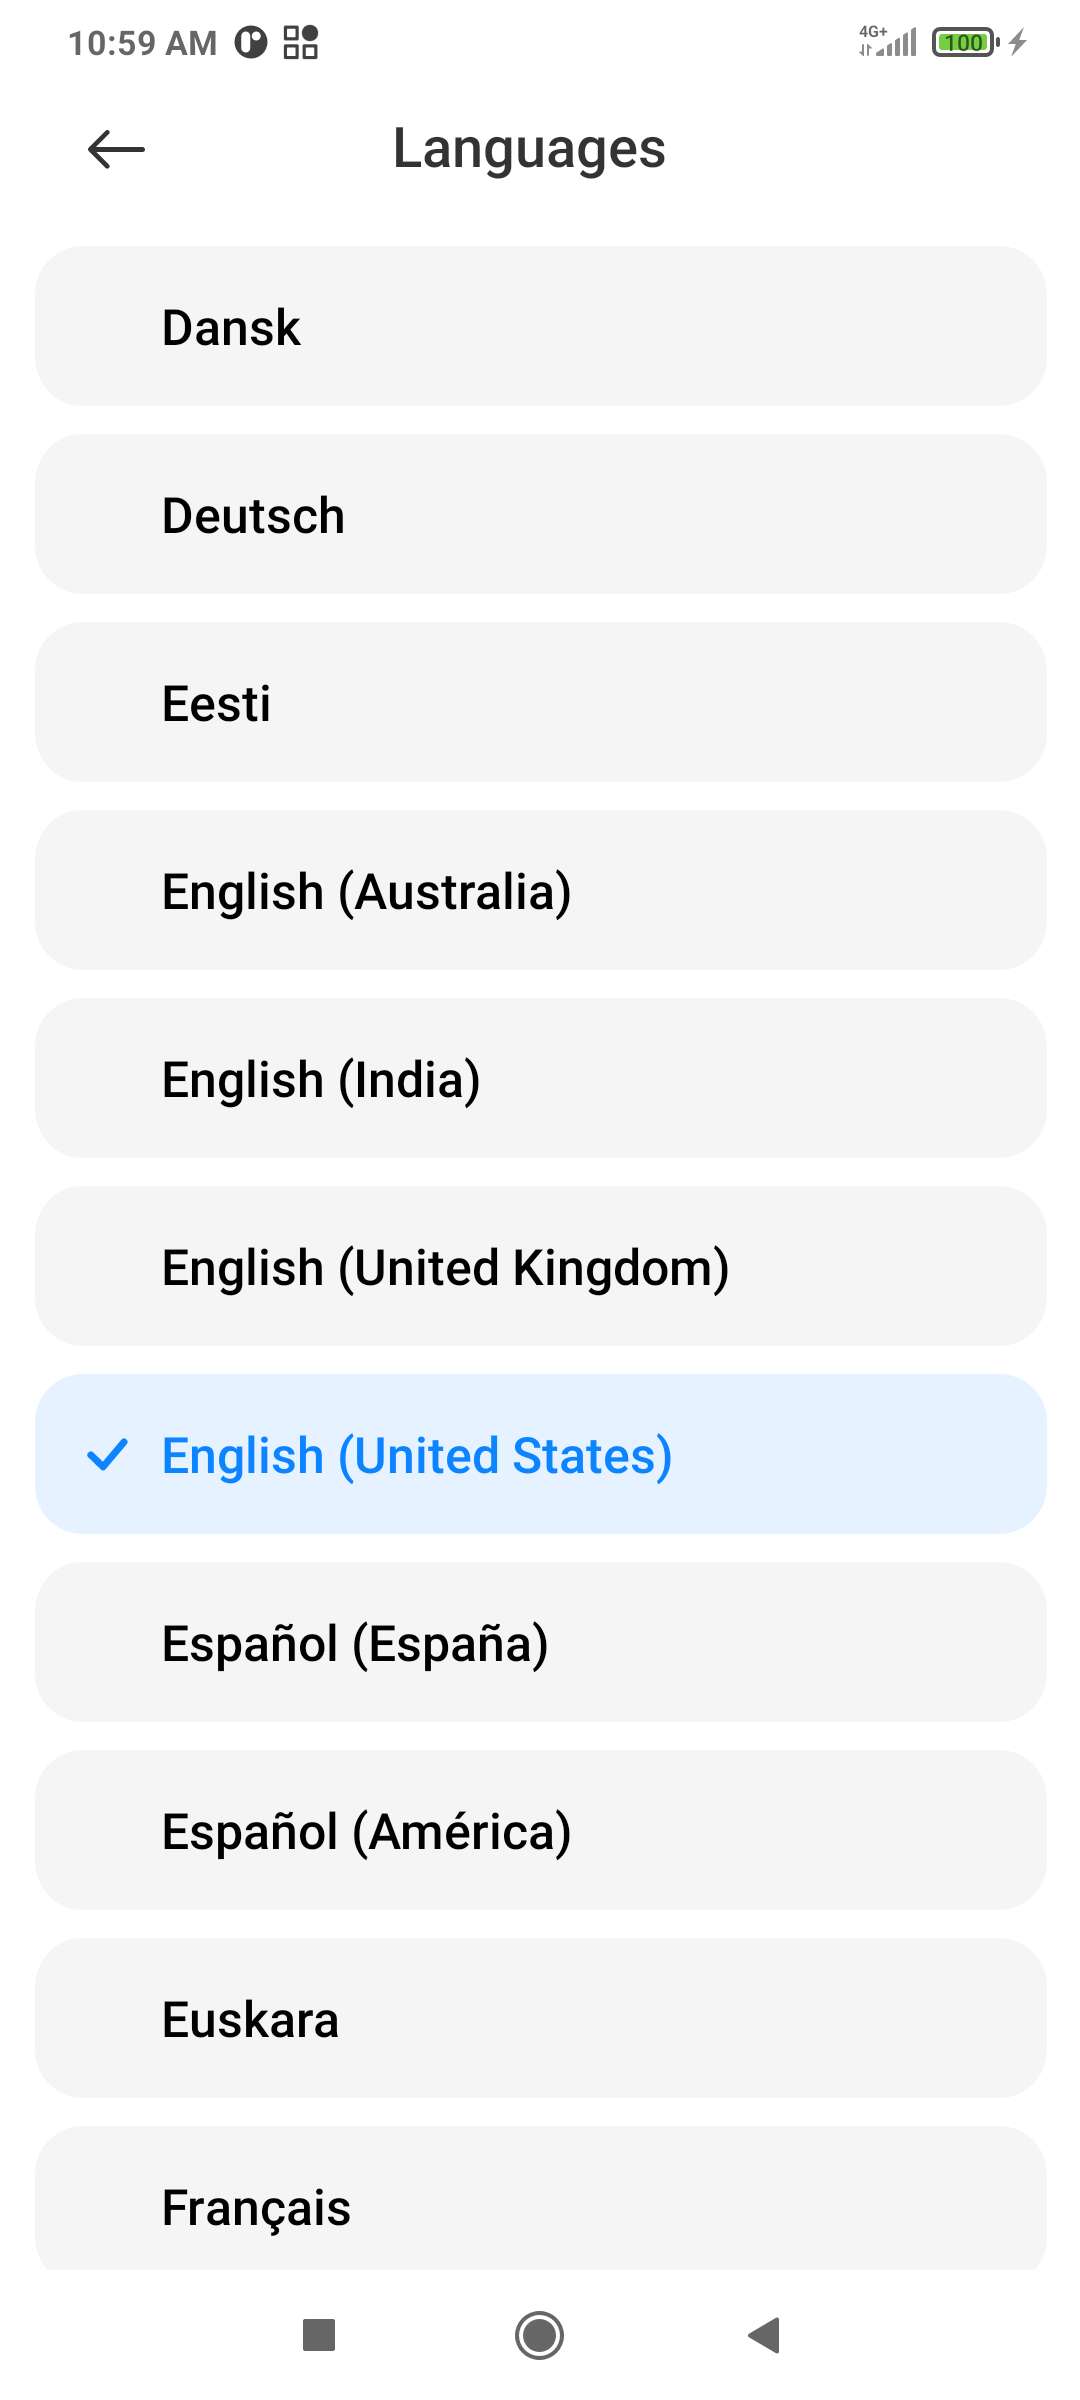 10:59 AM
4G+
100
Languages
Dansk
Deutsch
Eesti
English (Australia)
English (India)
English (United Kingdom)
English (United States)
Español (España)
Español (América)
Euskara
Français